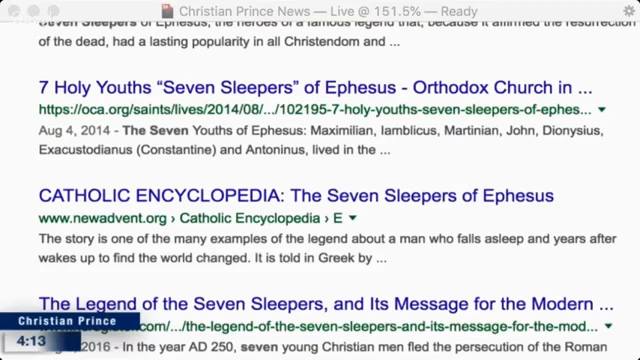 Christian Prince News — Live @ 151.5% — Ready
Seven Sleepers of Ephesus, the heroes of a famous legend that, because it affirmed the resurrection
of the dead, had a lasting popularity in all Christendom and ...
7 Holy Youths “Seven Sleepers” of Ephesus - Orthodox Church in ...
https://oca.org/saints/lives/2014/08/.../102195-7-holy-youths-seven-sleepers-of-ephes...
Aug 4, 2014 - The Seven Youths of Ephesus: Maximilian, Iamblicus, Martinian, John, Dionysius,
Exacustodianus (Constantine) and Antoninus, lived in the ...
CATHOLIC ENCYCLOPEDIA: The Seven Sleepers of Ephesus
www.newadvent.org › Catholic Encyclopedia › E
The story is one of the many examples of the legend about a man who falls asleep and years after
wakes up to find the world changed. It is told in Greek by ...
The Legend of the Seven Sleepers, and Its Message for the Modern ...
Christian Prince
.com/.../the-legend-of-the-seven-sleepers-and-its-message-for-the-mod...
4:13
2016 - In the year AD 250, seven young Christian men fled the persecution of the Roman